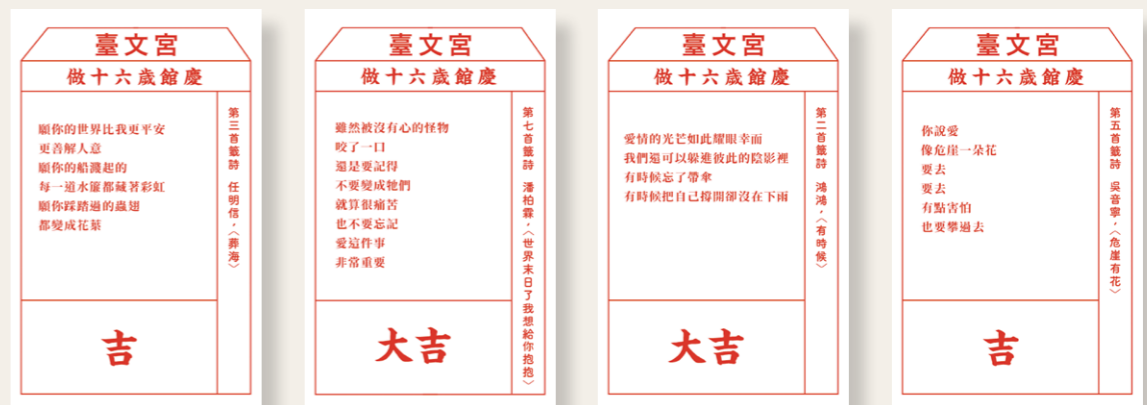 臺文宮
做十六歲館慶
第三首籤詩 任明信,〈葬海〉
願你的世界比我更平安
更善解人意
願你的船濺起的
每一道水簾都藏著彩虹
願你踩踏過的蟲翅
都變成花葉
吉
臺文宮
做十六歲館慶
第七首籤詩 潘柏霖,〈世界末日了我想給你抱抱〉
雖然被沒有心的怪物
咬了一口
還是要記得
不要變成牠們
就算很痛苦
也不要忘記
愛這件事
非常重要
大吉
臺文宮
做十六歲館慶
第二首籤詩 鴻鴻,〈有時候〉
愛情的光芒如此耀眼幸而
我們還可以躲進彼此的陰影裡
有時候忘了帶傘
有時候把自己撐開卻沒在下雨
大吉
臺文宮
做十六歲館慶
第五首籤詩 吳音寧,〈危崖有花〉
你說愛
像危崖一朵花
要去
要去
有點害怕
也要攀過去
吉